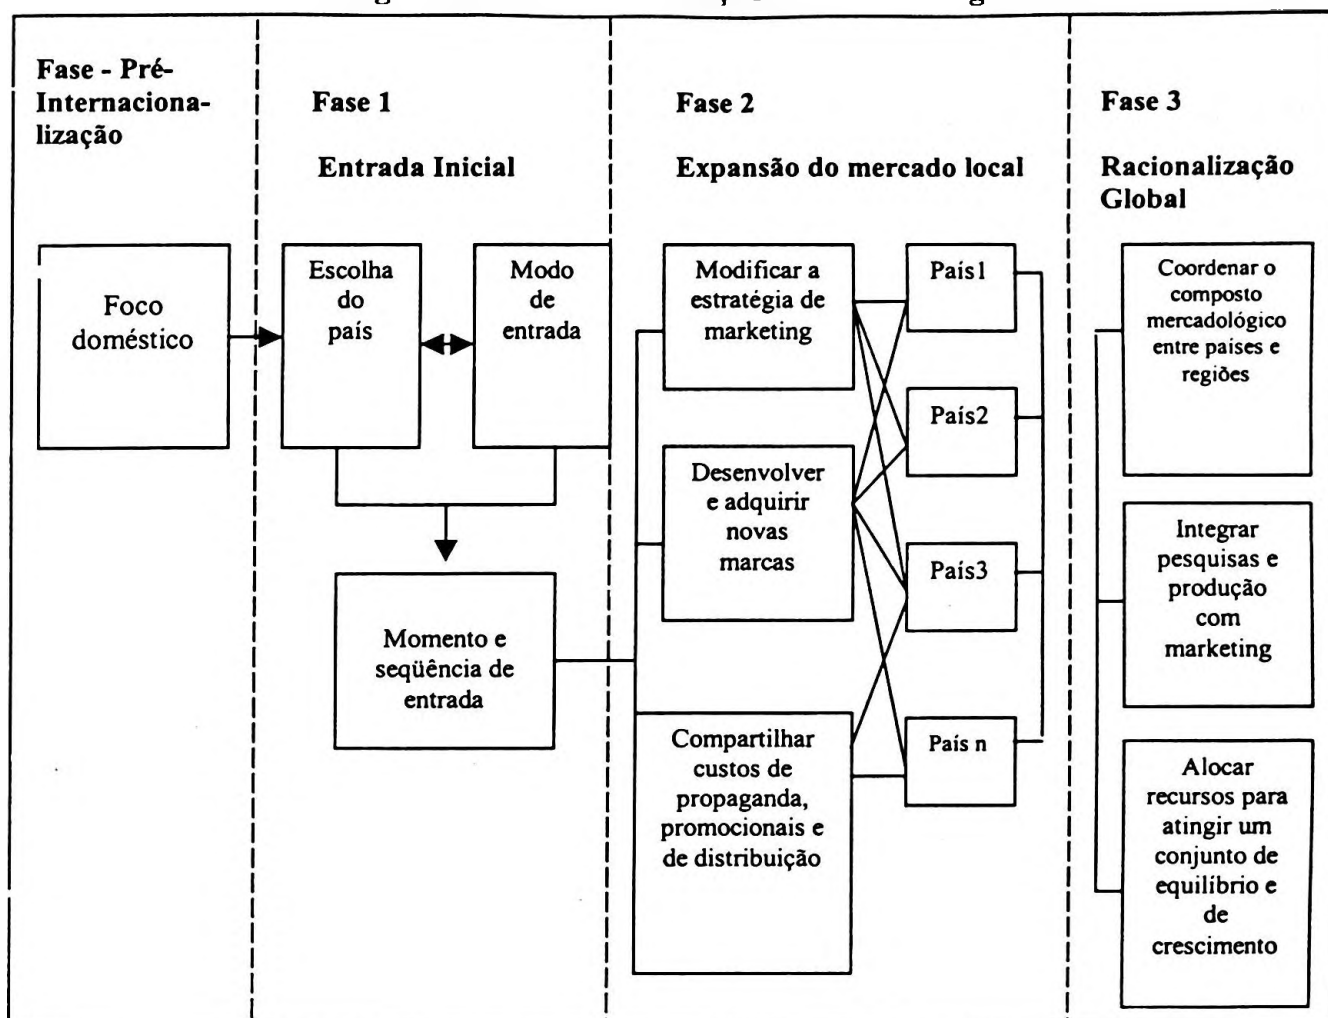 Fase - Pré-
Internaciona-
lização
Fase 1
Entrada Inicial
Fase 2
Expansão do mercado local
Fase 3
Racionalização
Global
Foco
doméstico
Escolha
do
país
Modo
de
entrada
Momento e
seqüência de
entrada
Modificar a
estratégia de
marketing
Desenvolver
e adquirir
novas
marcas
Compartilhar
custos de
propaganda,
promocionais e
de distribuição
País1
País2
País3
País n
Coordenar o
composto
mercadológico
entre países e
regiões
Integrar
pesquisas e
produção
com
marketing
Alocar
recursos para
atingir um
conjunto de
equilíbrio e
de
crescimento